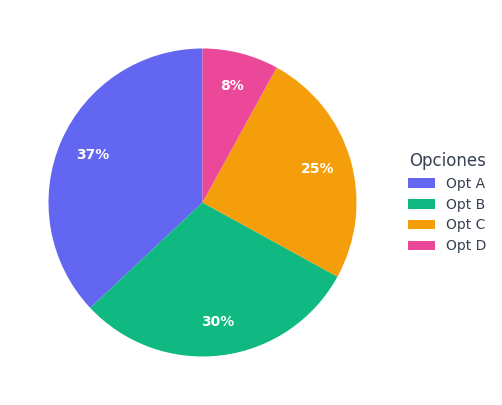 8%
37%
25%
30%
Opciones
Opt A
Opt B
Opt C
Opt D